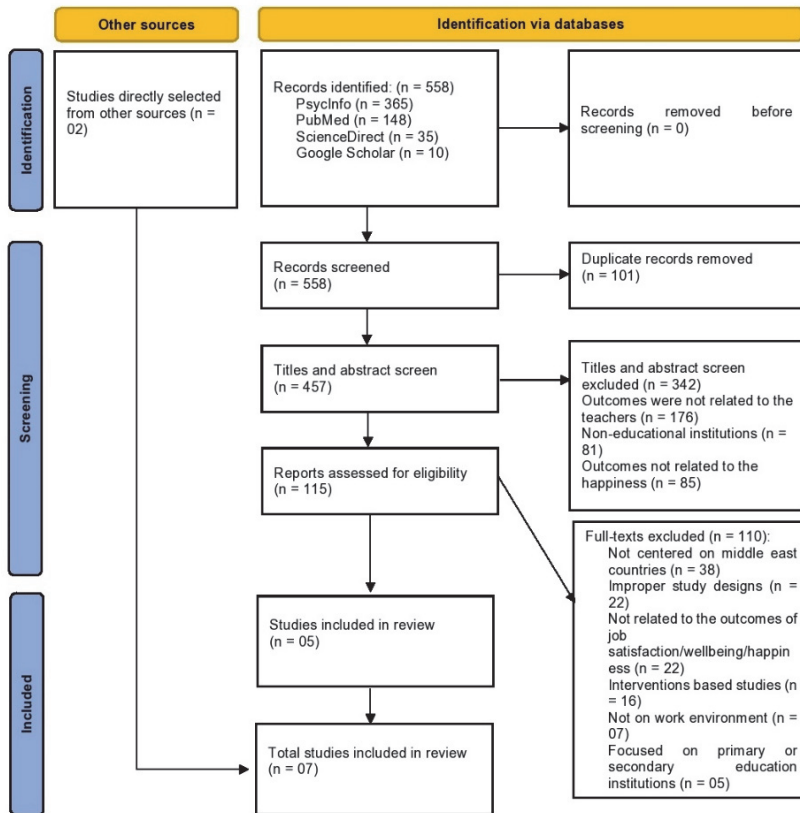 Other sources
Identification via databases
Identification
Studies directly selected
from other sources (n =
02)
Records identified: (n = 558)
PsycInfo (n = 365)
PubMed (n = 148)
ScienceDirect (n = 35)
Google Scholar (n = 10)
Records removed before
screening (n = 0)
Screening
Records screened
(n = 558)
Duplicate records removed
(n = 101)
Titles and abstract screen
(n = 457)
Titles and abstract screen
excluded (n = 342)
Outcomes were not related to the
teachers (n = 176)
Non-educational institutions (n =
81)
Outcomes not related to the
happiness (n = 85)
Reports assessed for eligibility
(n = 115)
Full-texts excluded (n = 110):
Not centered on middle east
countries (n = 38)
Improper study designs (n =
22)
Not related to the outcomes of
job
satisfaction/wellbeing/happin
ess (n = 22)
Interventions based studies (n
= 16)
Not on work environment (n =
07)
Focused on primary or
secondary education
institutions (n = 05)
Included
Studies included in review
(n = 05)
Total studies included in review
(n = 07)